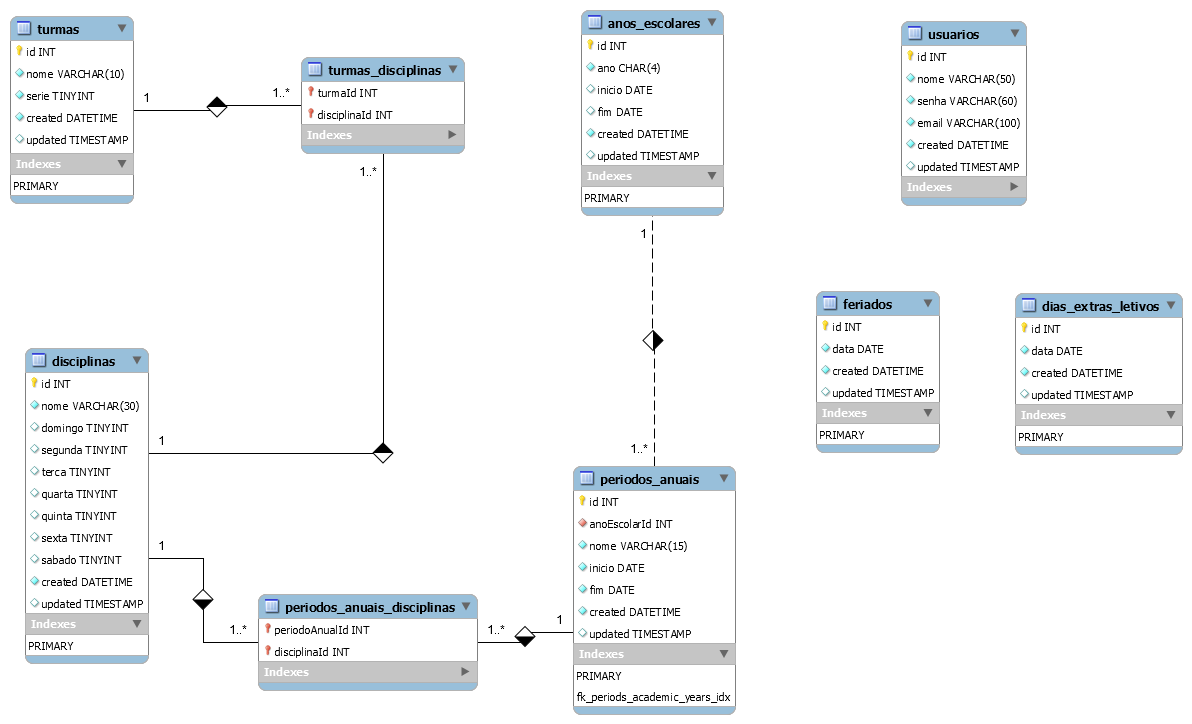 turmas
id INT
nome VARCHAR(10)
serie TINYINT
created DATETIME
updated TIMESTAMP
Indexes
PRIMARY
1
1..*
turmas_disciplinas
turmaId INT
disciplinaId INT
Indexes
1..*
anos_escolares
id INT
ano CHAR(4)
inicio DATE
fim DATE
created DATETIME
updated TIMESTAMP
Indexes
PRIMARY
1
1..*
usuarios
id INT
nome VARCHAR(50)
senha VARCHAR(60)
email VARCHAR(100)
created DATETIME
updated TIMESTAMP
Indexes
feriados
id INT
data DATE
created DATETIME
updated TIMESTAMP
Indexes
PRIMARY
dias_extras_letivos
id INT
data DATE
created DATETIME
updated TIMESTAMP
Indexes
PRIMARY
disciplinas
id INT
nome VARCHAR(30)
domingo TINYINT
segunda TINYINT
terca TINYINT
quarta TINYINT
quinta TINYINT
sexta TINYINT
sabado TINYINT
created DATETIME
updated TIMESTAMP
Indexes
PRIMARY
1
1
1..*
periodos_anuais_disciplinas
periodoAnualId INT
disciplinaId INT
Indexes
1..*
1
periodos_anuais
id INT
anoEscolarId INT
nome VARCHAR(15)
inicio DATE
fim DATE
created DATETIME
updated TIMESTAMP
Indexes
PRIMARY
fk_periods_academic_years_idx